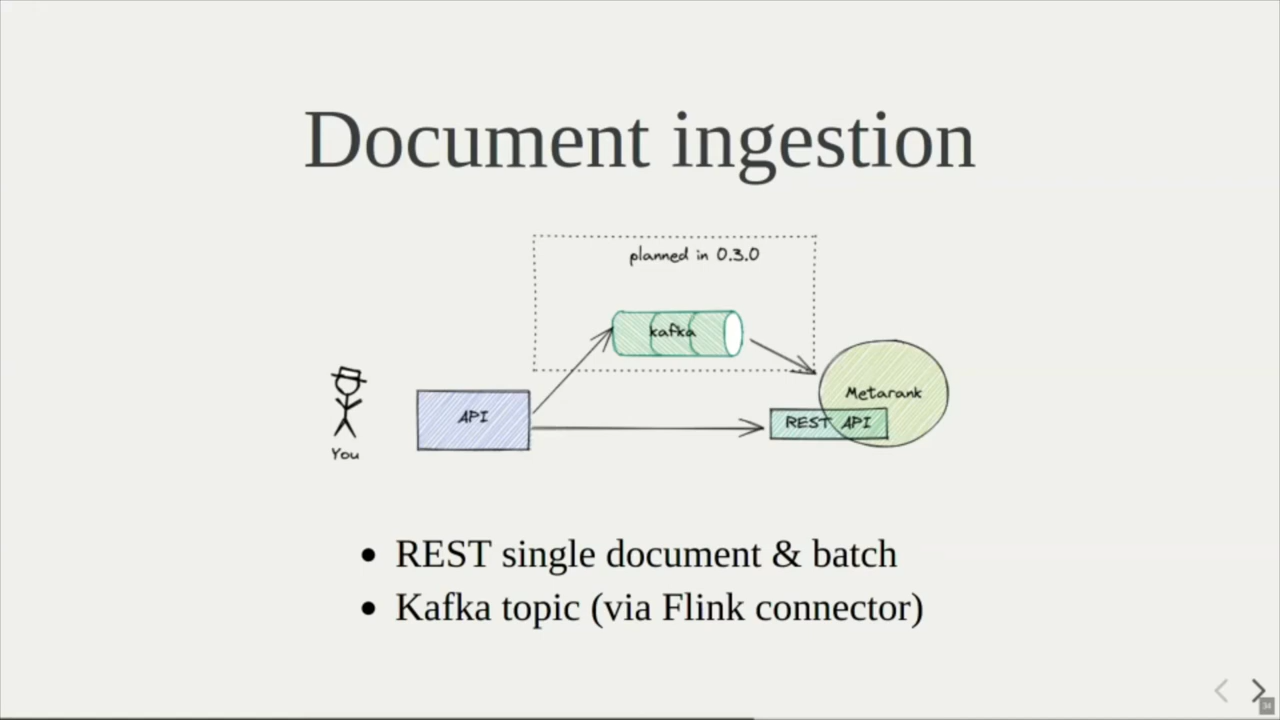 Document ingestion
planned in 0.3.0
kafka
Metarank
API
REST API
You
REST single document & batch
Kafka topic (via Flink connector)
34